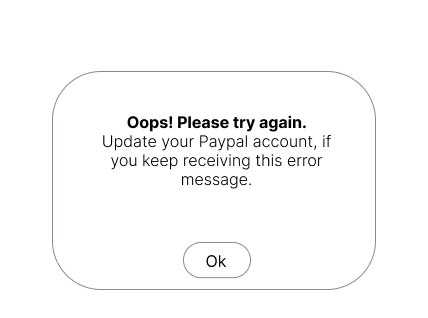 Oops! Please try again.
Update your Paypal account, if
you keep receiving this error
message.
Ok